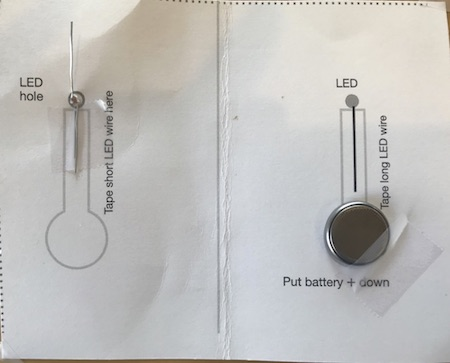 LED
hole
Tape short LED wire here
LED
Tape long LED wire
Put battery + down